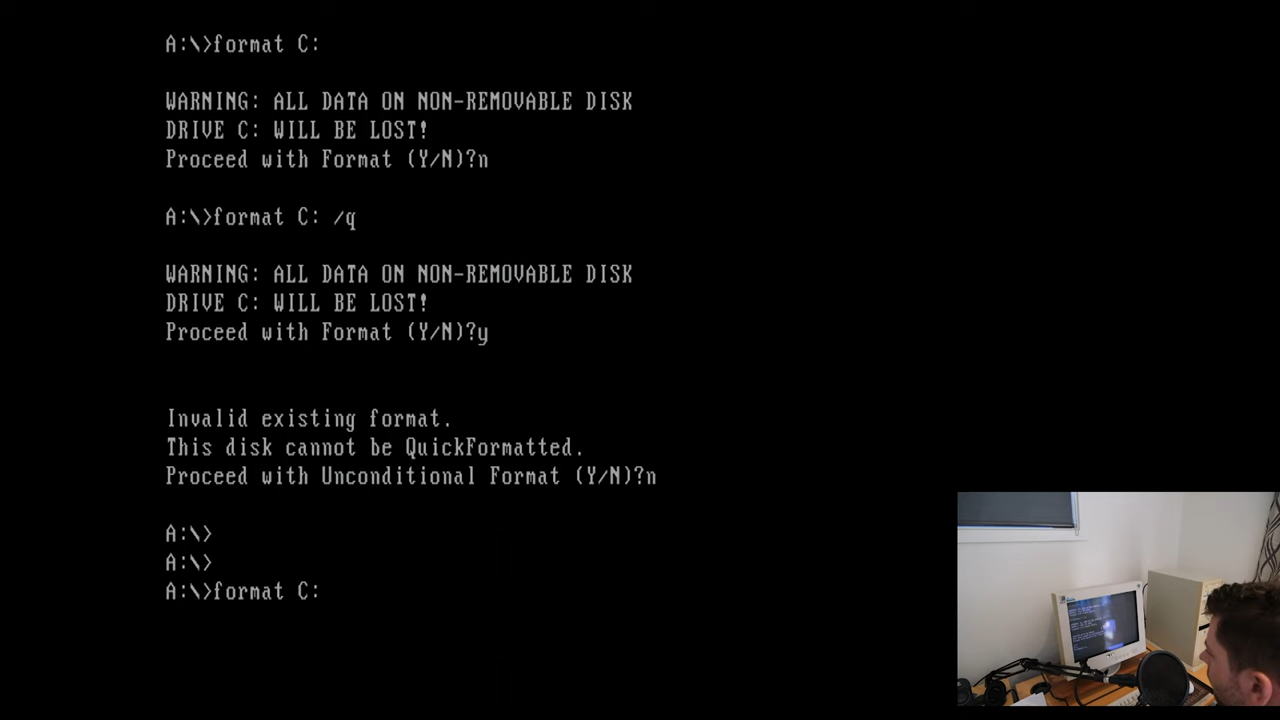 A:\>format C:
WARNING: ALL DATA ON NON-REMOVABLE DISK
DRIVE C: WILL BE LOST!
Proceed with Format (Y/N)?n
A:\>format C: /q
WARNING: ALL DATA ON NON-REMOVABLE DISK
DRIVE C: WILL BE LOST!
Proceed with Format (Y/N)?y
Invalid existing format.
This disk cannot be QuickFormatted.
Proceed with Unconditional Format (Y/N)?n
A:\>
A:\>
A:\>format C: